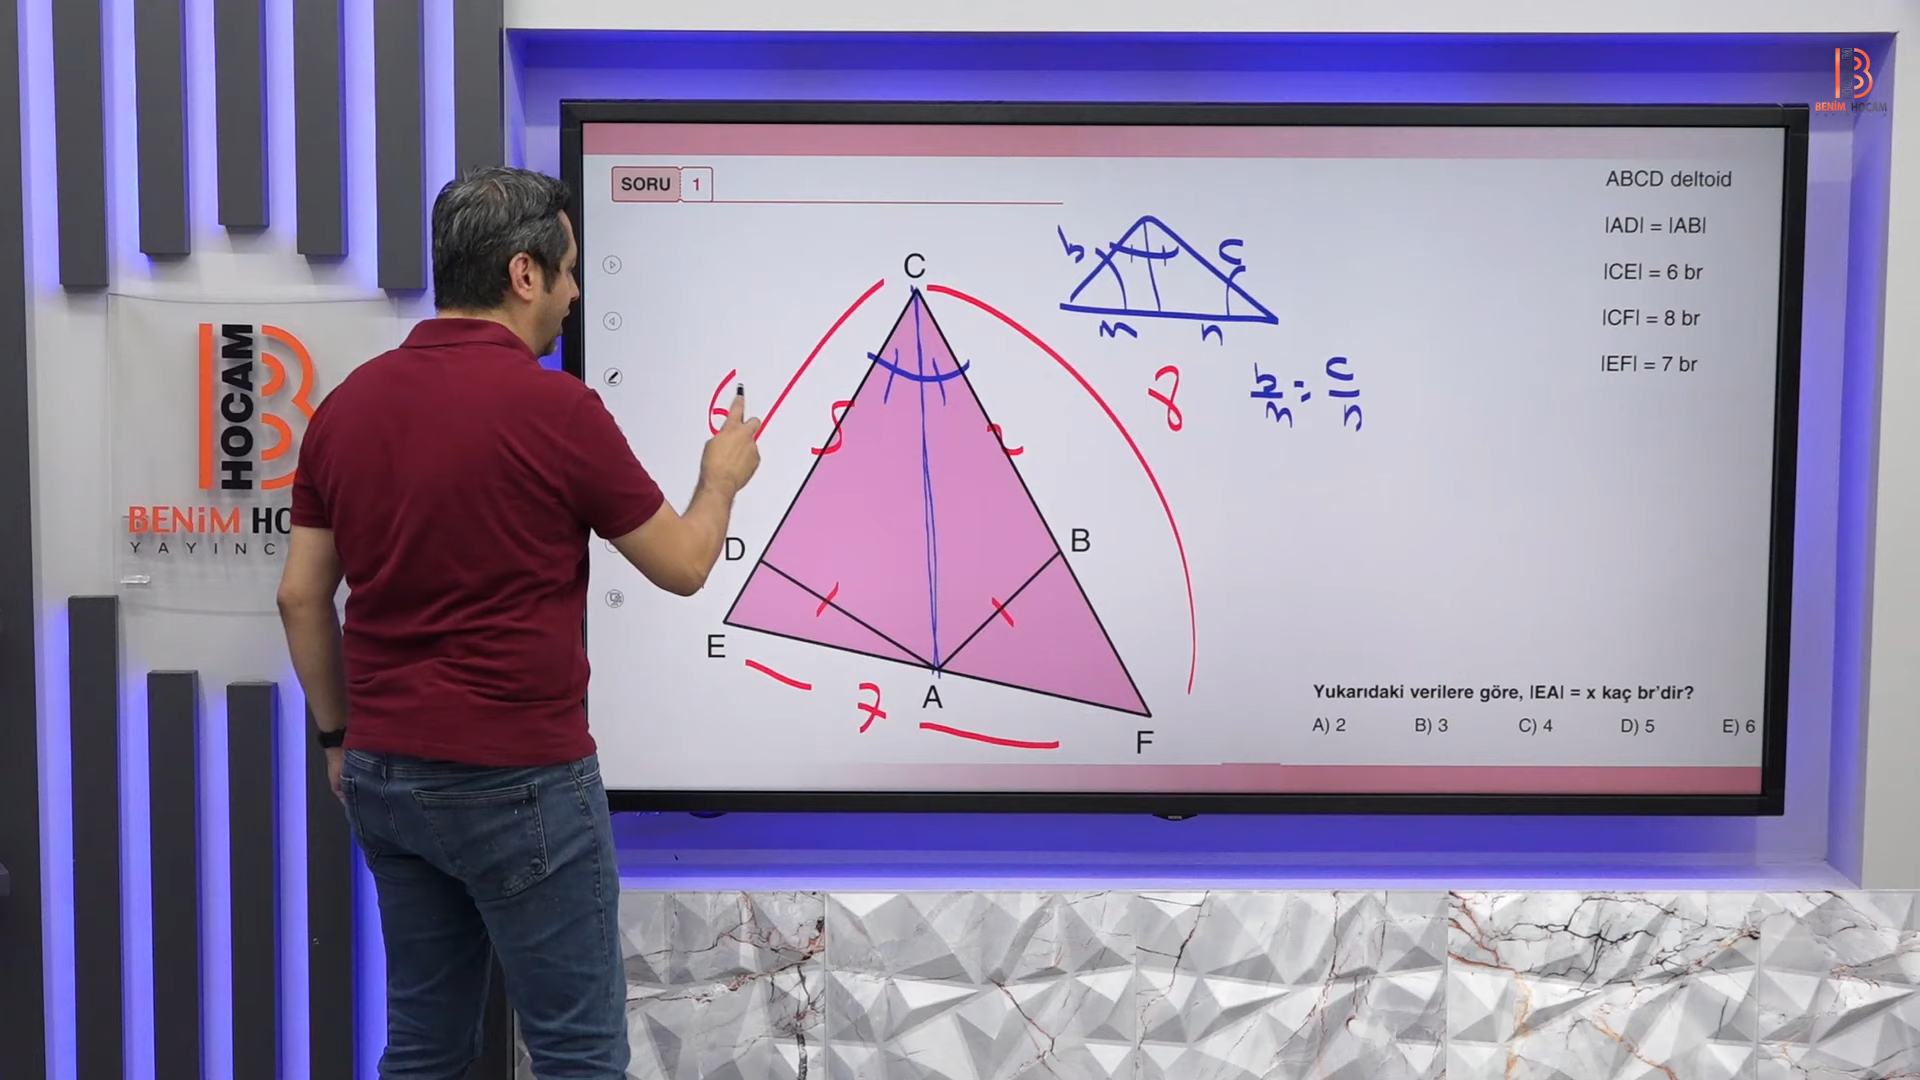 BENİM HOCAM
SORU 1
ABCD deltoid
|AD| = |AB|
|CE| = 6 br
|CF| = 8 br
|EF| = 7 br
b
c
m
n
b/m = c/n
C
6
8
D
B
E
7
A
F
HOCAM
BENİM HO
YAYINC
Yukarıdaki verilere göre, |EA| = x kaç br'dir?
A) 2 B) 3 C) 4 D) 5 E) 6